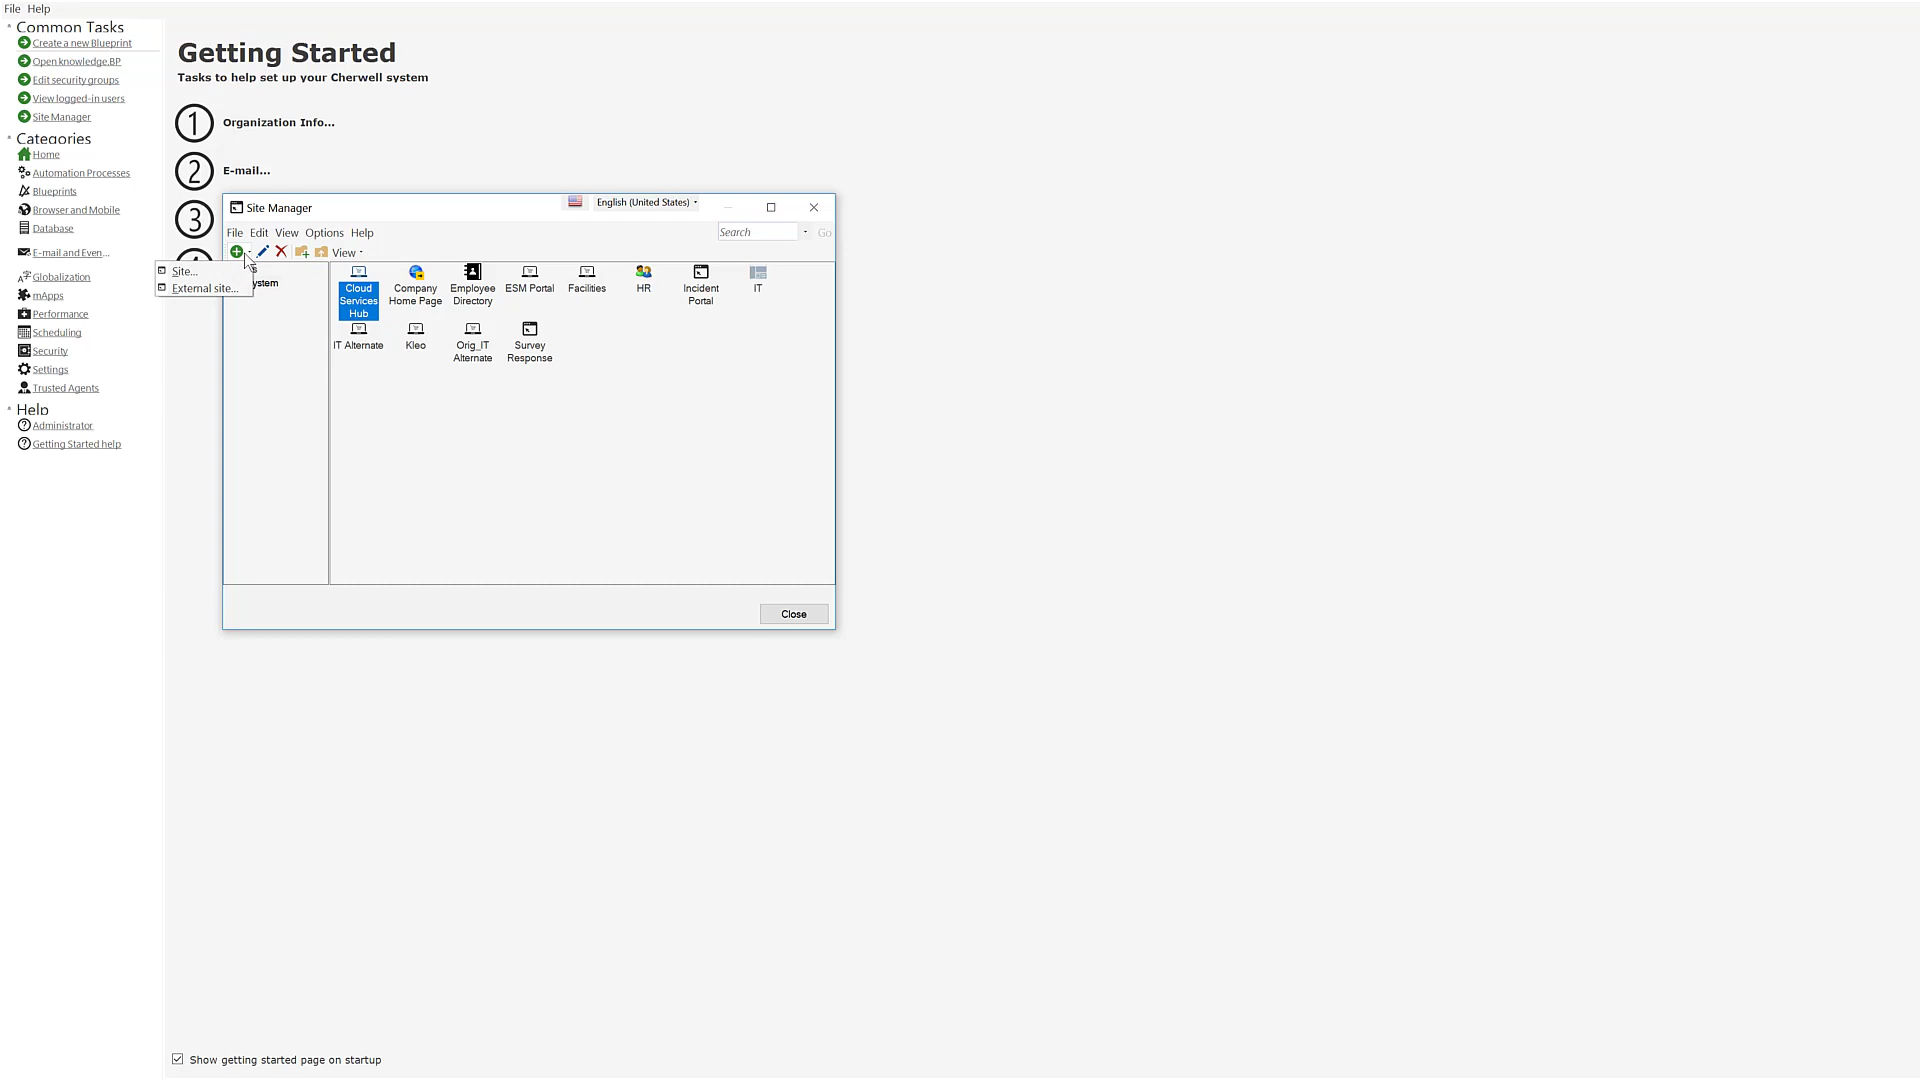 File Help
Common Tasks
Create a new Blueprint
Open knowledge.BP
Edit security groups
View logged-in users
Site Manager
Categories
Home
Automation Processes
Blueprints
Browser and Mobile
Database
E-mail and Even...
Globalization
mApps
Performance
Scheduling
Security
Settings
Trusted Agents
Help
Administrator
Getting Started help
Getting Started
Tasks to help set up your Cherwell system
1 Organization Info...
2 E-mail...
3
Site Manager
English (United States)
File Edit View Options Help
Search
Go
View
Site...
External site...
Cloud
Services
Hub
Company
Home Page
Employee
Directory
ESM Portal
Facilities
HR
Incident
Portal
IT
IT Alternate
Kleo
Orig_IT
Alternate
Survey
Response
Close
Show getting started page on startup